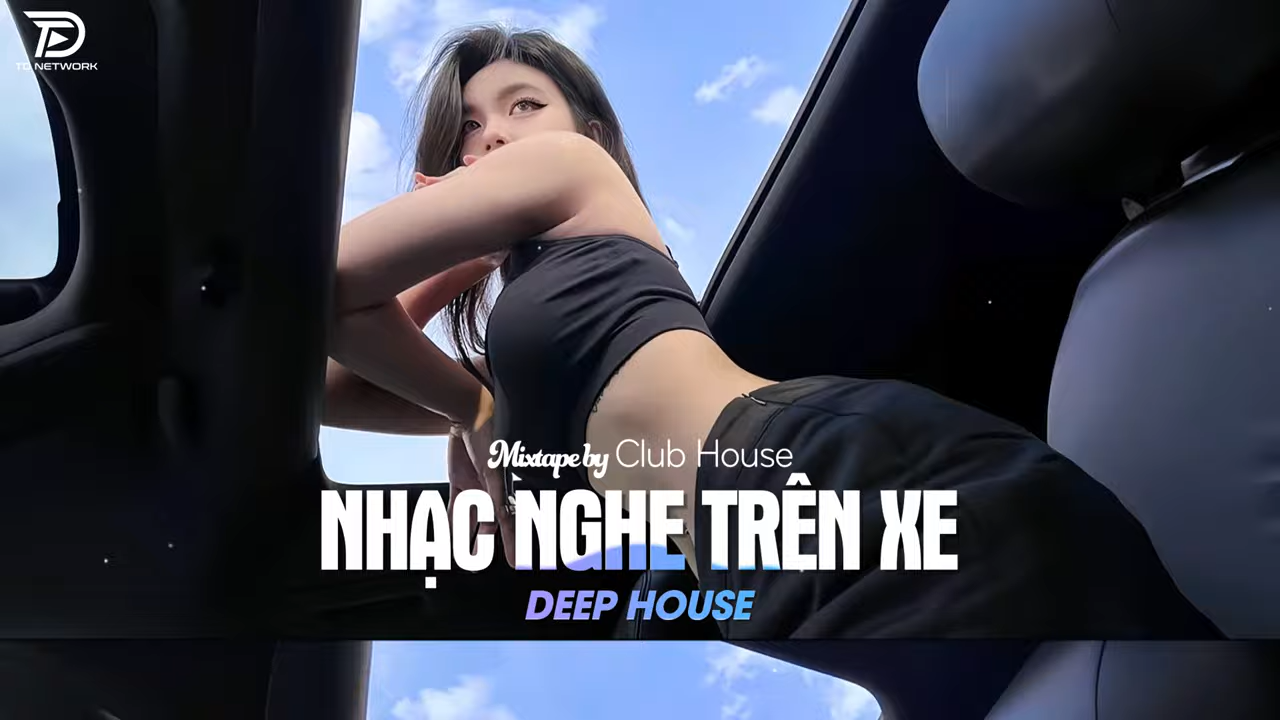 TD NETWORK
Mixtape by Club House
NHẠC NGHE TRÊN XE
DEEP HOUSE